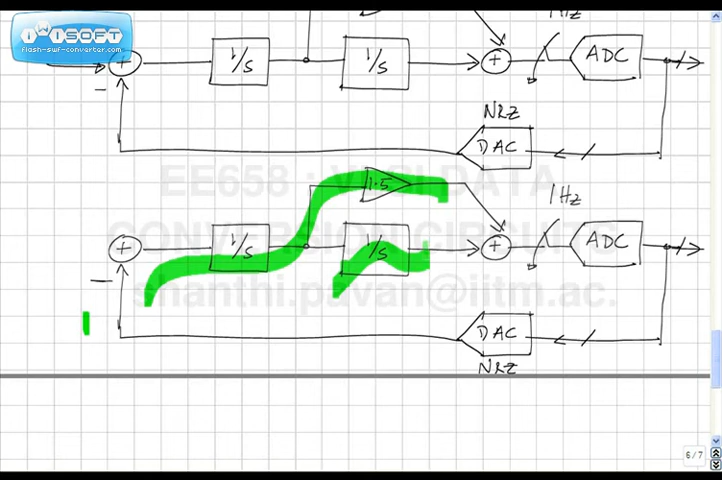 iWiSOFT
flash-swf-converter.com
1Hz
+
1/s
1/s
+
ADC
−
NRZ
DAC
EE658 : VLSI DATA
1.5
1Hz
CONVERSION CIRCUITS
+
1/s
1/s
+
ADC
−
shanthi.pavan@iitm.ac.
DAC
NRZ
6/7